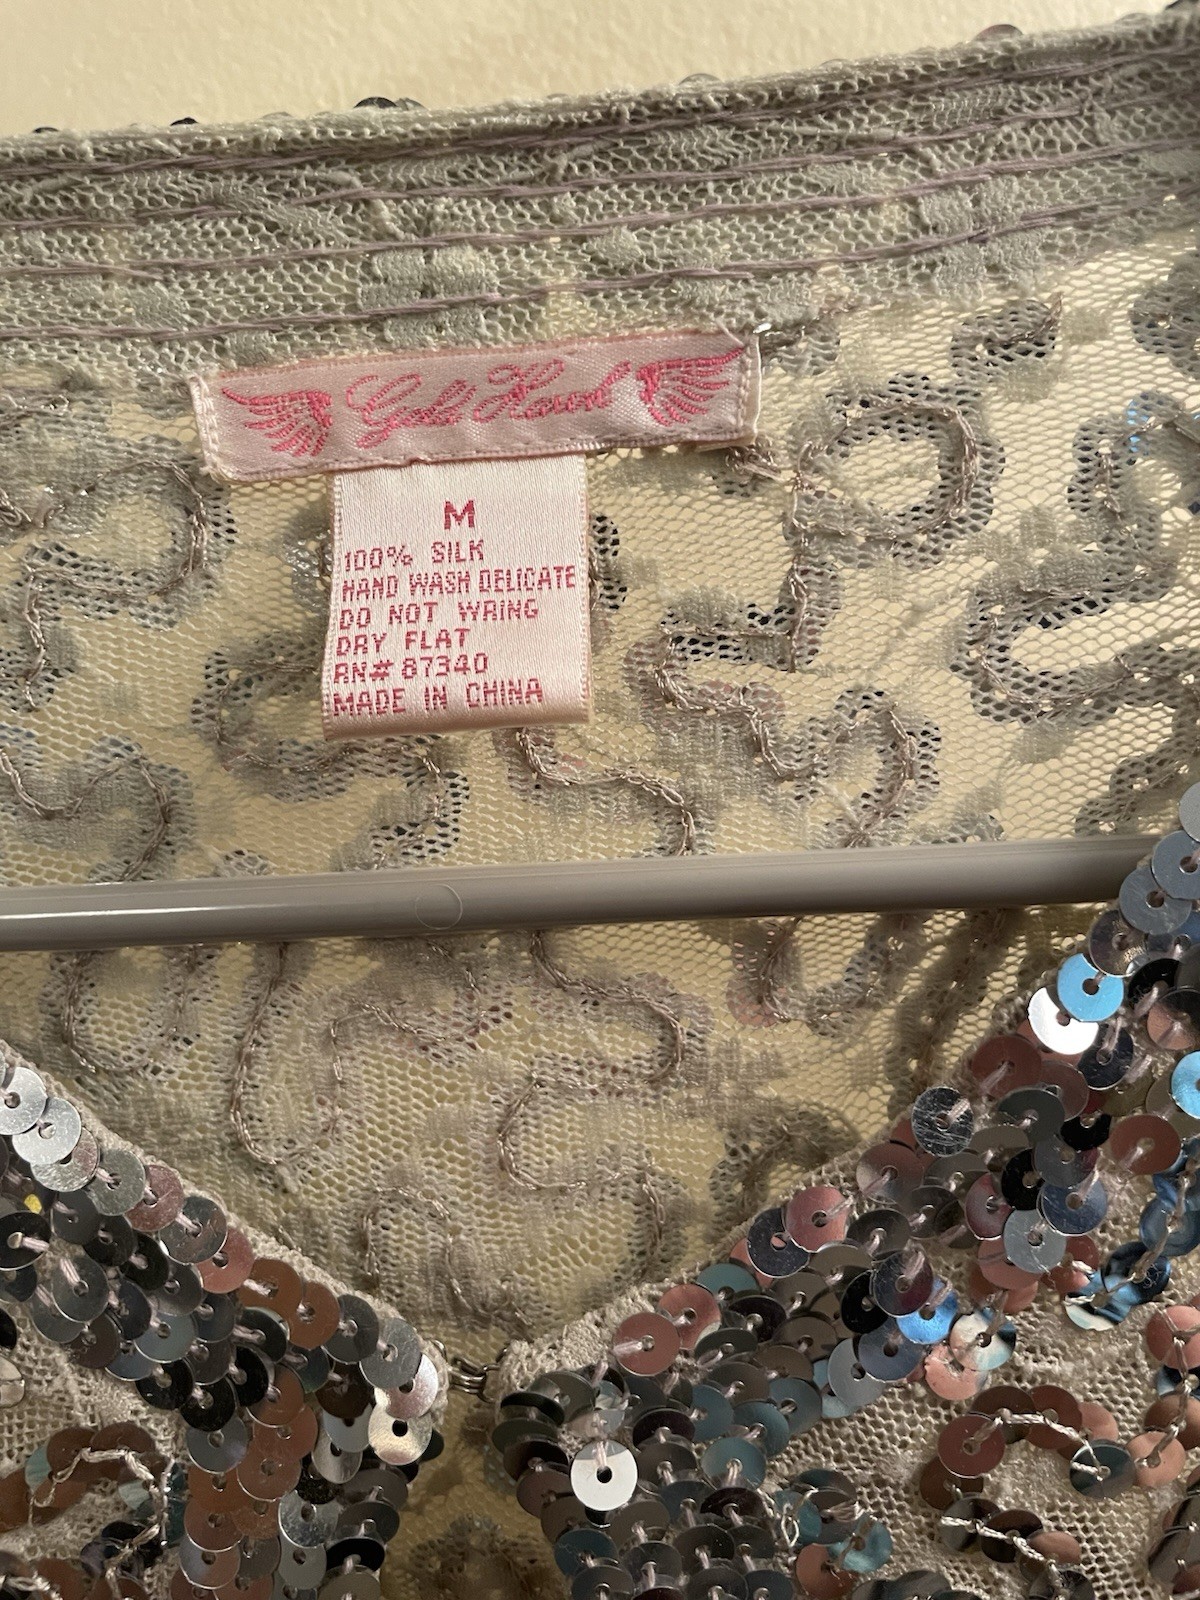 Gold Hawk
M
100% SILK
HAND WASH DELICATE
DO NOT WRING
DRY FLAT
RN# 87340
MADE IN CHINA